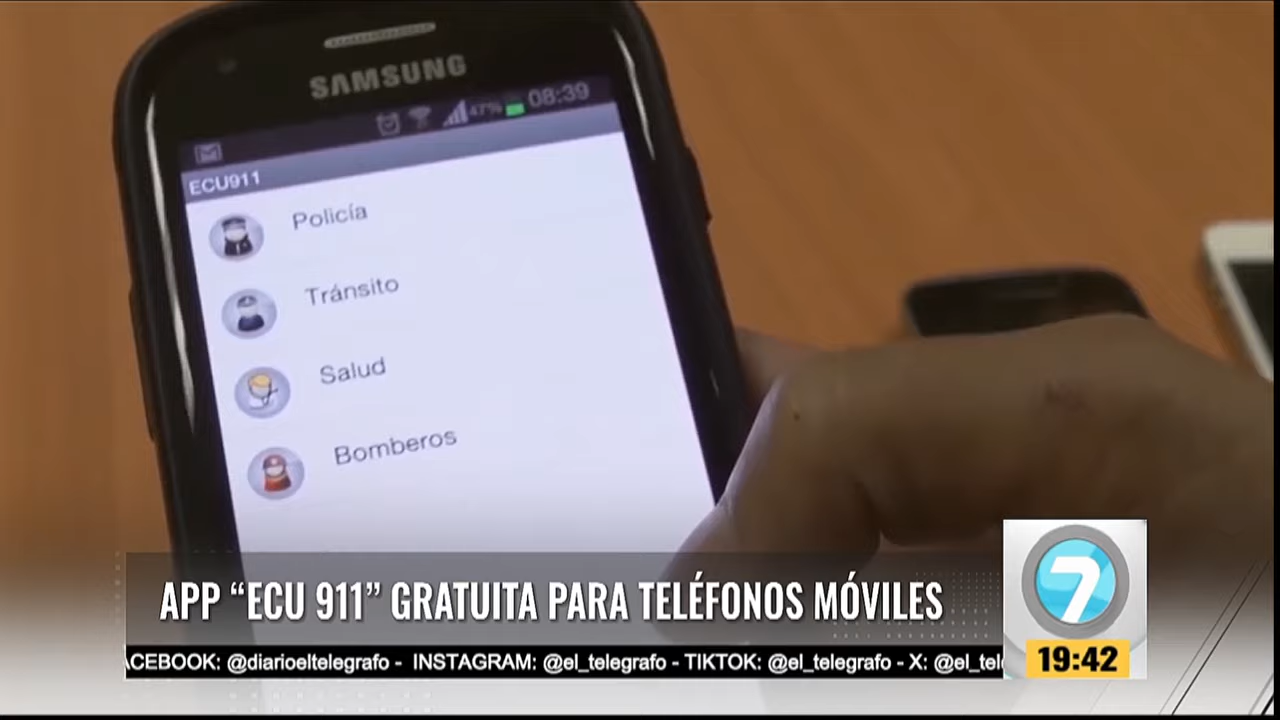 SAMSUNG
47% 08:39
ECU911
Policía
Tránsito
Salud
Bomberos
APP “ECU 911” GRATUITA PARA TELÉFONOS MÓVILES
7
ACEBOOK: @diarioeltelegrafo - INSTAGRAM: @el_telegrafo - TIKTOK: @el_telegrafo - X: @el_tel
19:42